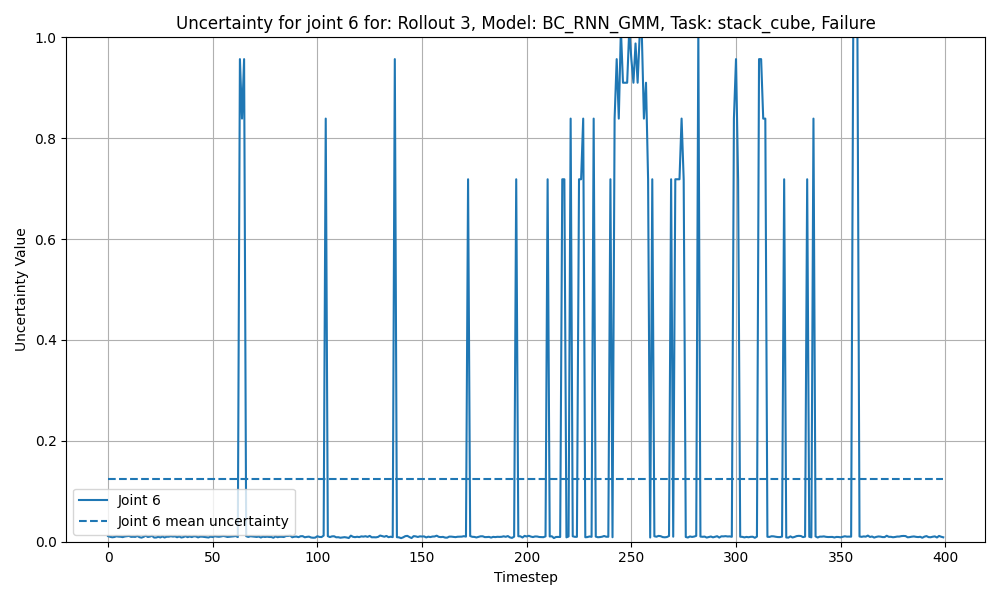 Uncertainty for joint 6 for: Rollout 3, Model: BC_RNN_GMM, Task: stack_cube, Failure
1.0
0.8
0.6
0.4
0.2
0.0
Uncertainty Value
Joint 6
Joint 6 mean uncertainty
0 50 100 150 200 250 300 350 400
Timestep